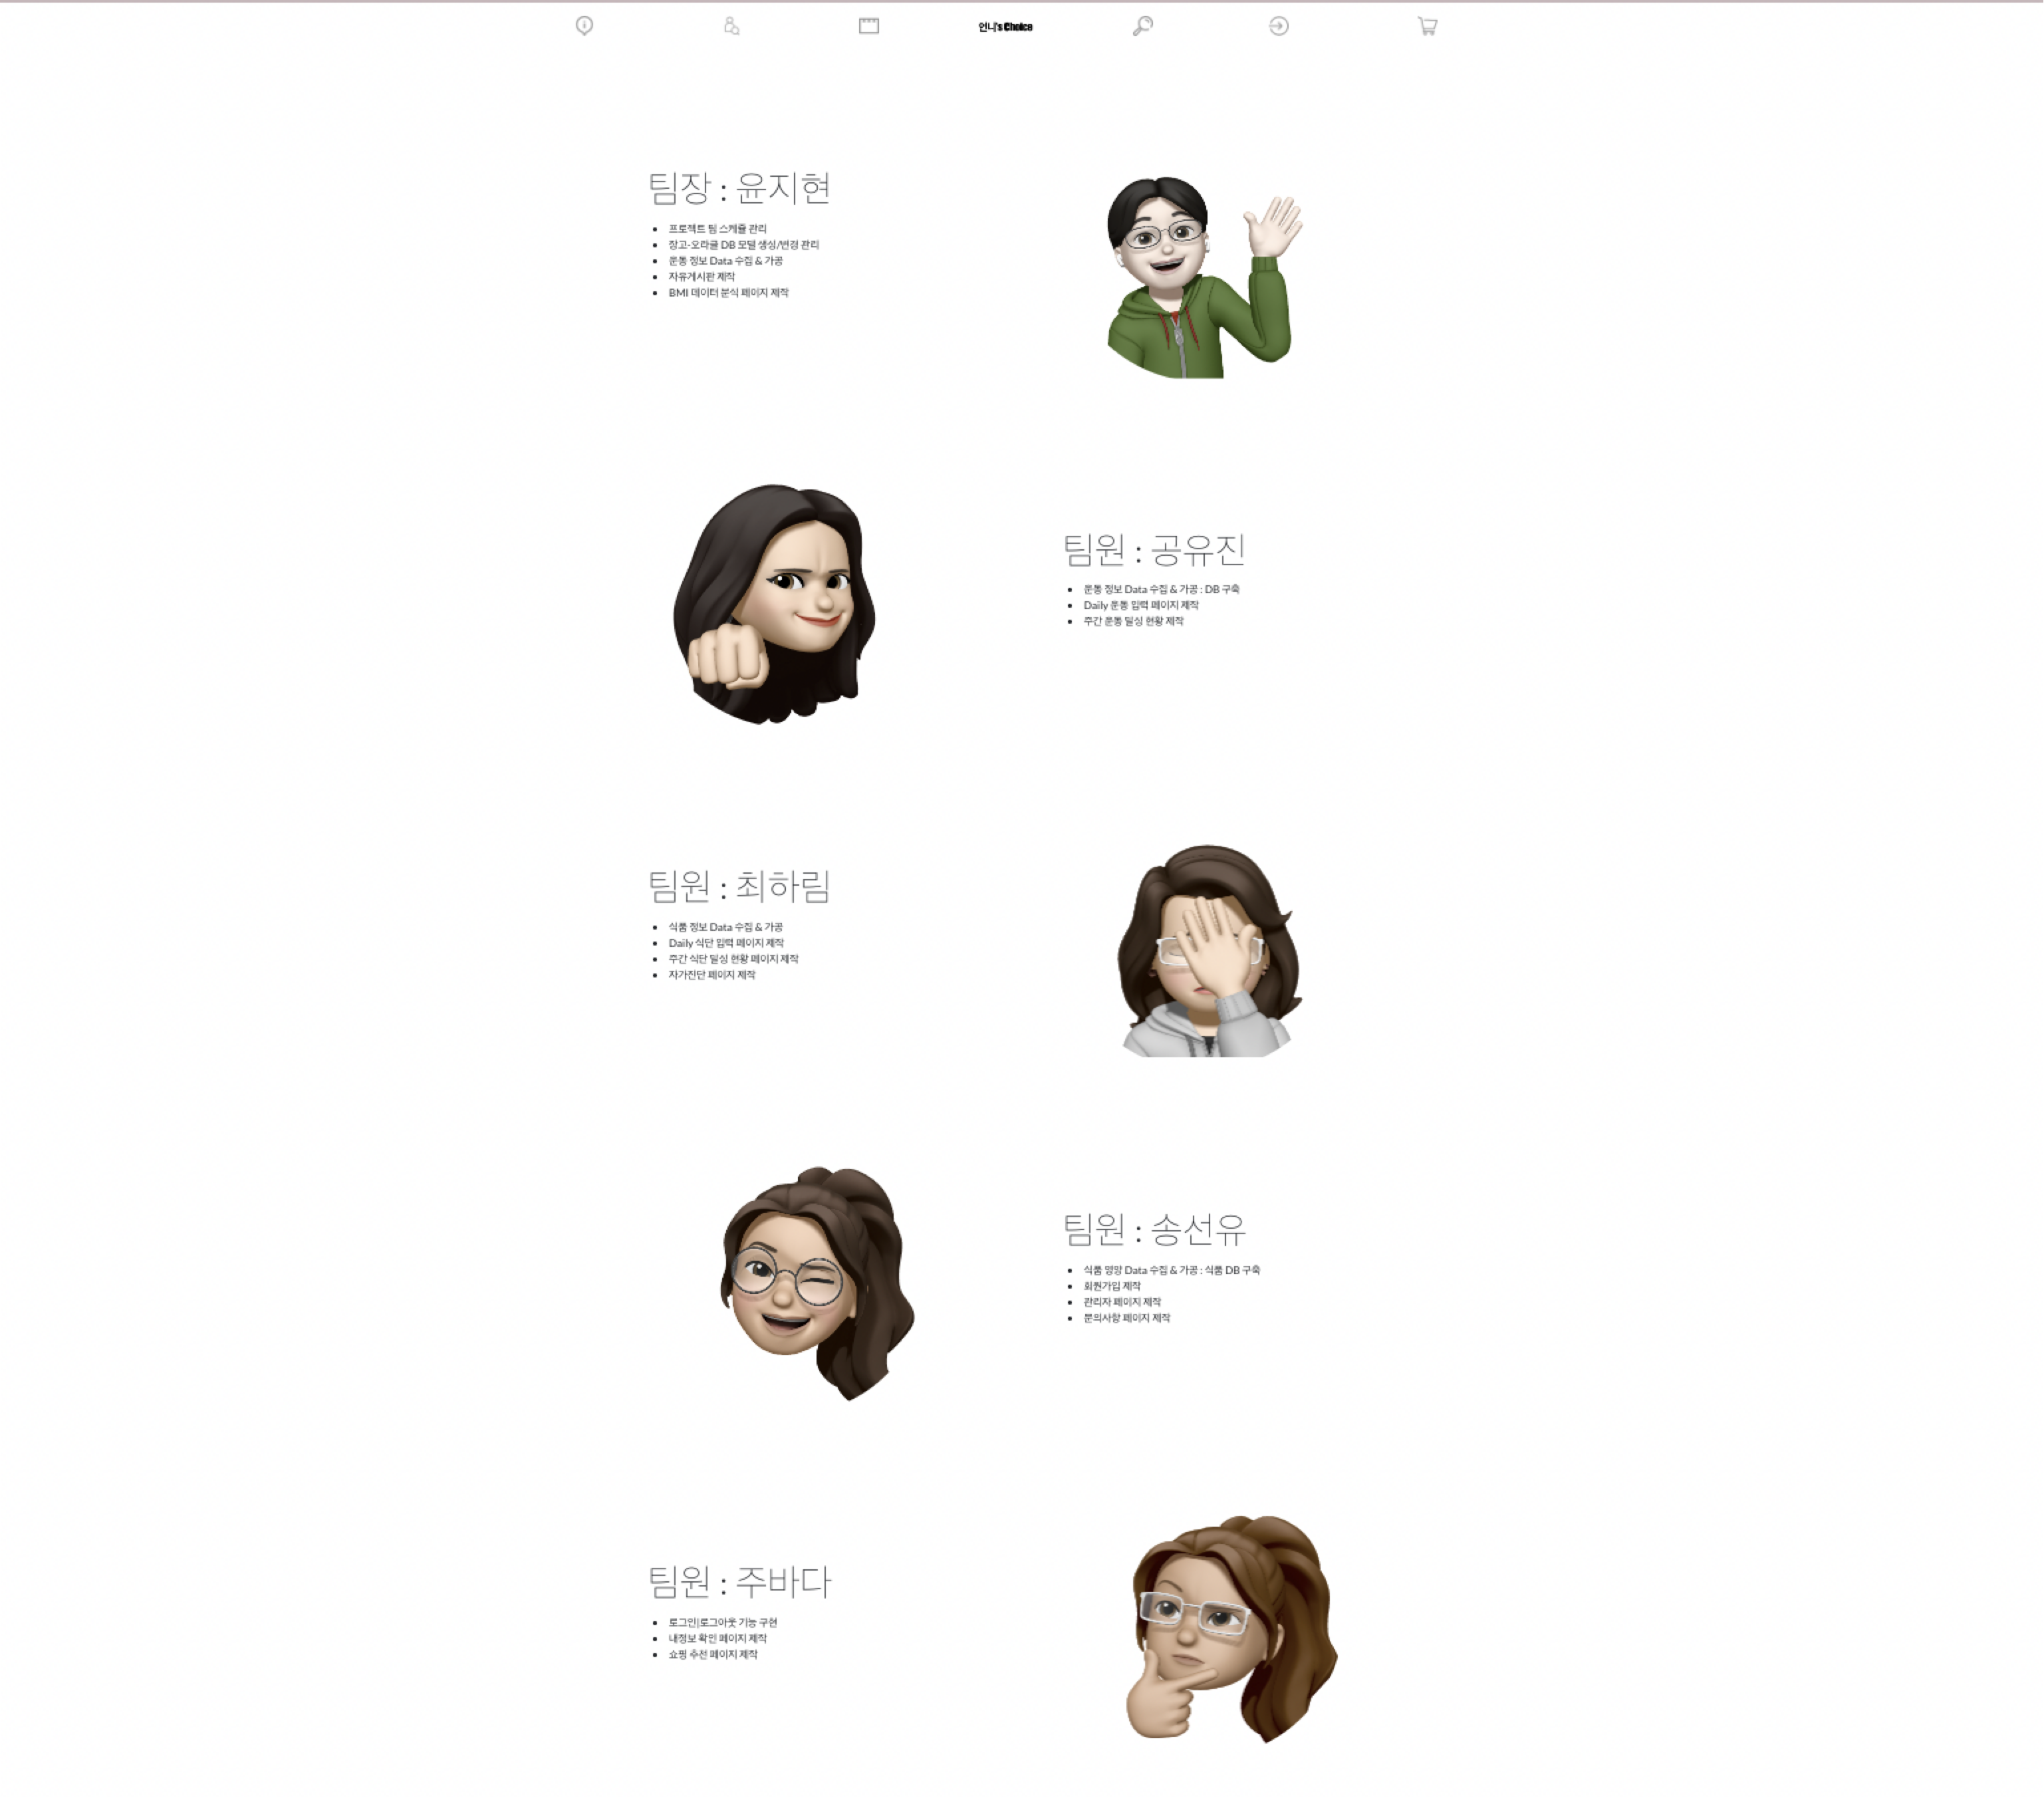 언니's Choice
팀장 : 윤지현
프로젝트 팀 스케쥴 관리
장고-오라클 DB 모델 생성/변경 관리
운동 정보 Data 수집 & 가공
자유게시판 제작
BMI 데이터 분석 페이지 제작
팀원 : 공유진
운동 정보 Data 수집 & 가공 : DB 구축
Daily 운동 입력 페이지 제작
주간 운동 달성 현황 제작
팀원 : 최하림
식품 정보 Data 수집 & 가공
Daily 식단 입력 페이지 제작
주간 식단 달성 현황 페이지 제작
자가진단 페이지 제작
팀원 : 송선유
식품 영양 Data 수집 & 가공 : 식품 DB 구축
회원가입 제작
관리자 페이지 제작
문의사항 페이지 제작
팀원 : 주바다
로그인|로그아웃 기능 구현
내정보 확인 페이지 제작
쇼핑 추천 페이지 제작